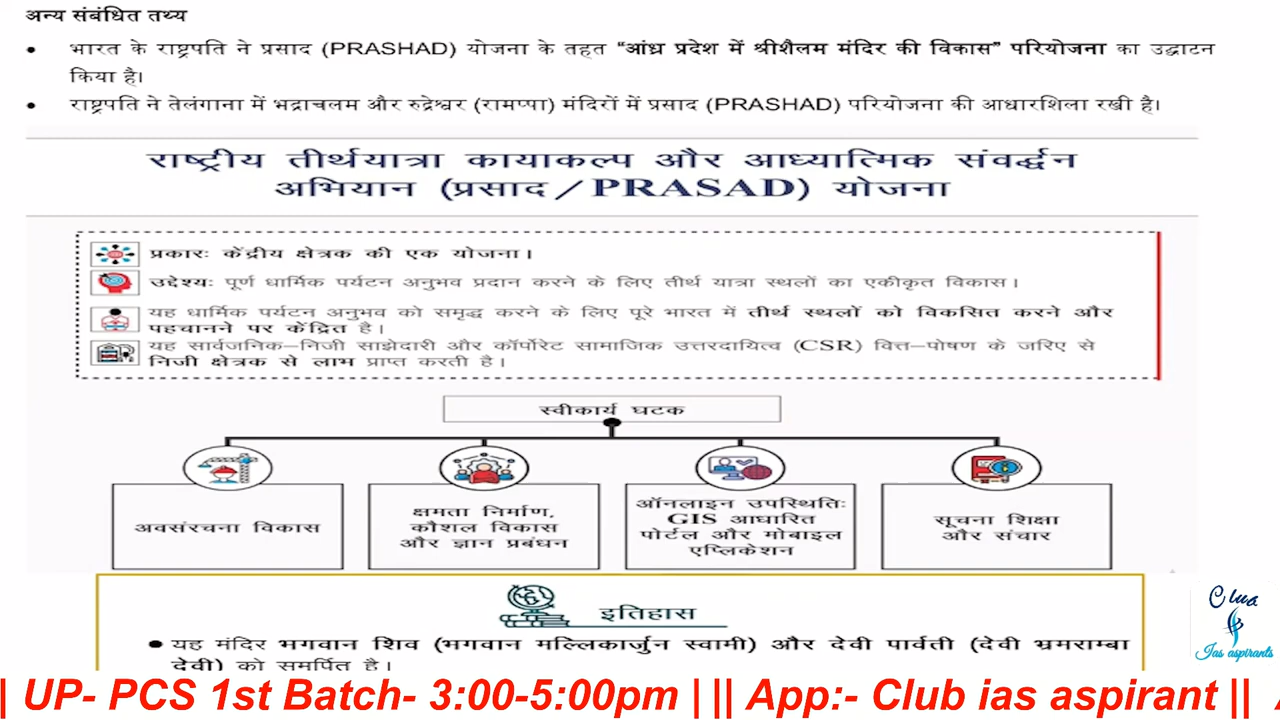 अन्य संबंधित तथ्य
• भारत के राष्ट्रपति ने प्रसाद (PRASHAD) योजना के तहत “आंध्र प्रदेश में श्रीशैलम मंदिर की विकास” परियोजना का उद्घाटन
किया है।
• राष्ट्रपति ने तेलंगाना में भद्राचलम और रुद्रेश्वर (रामप्पा) मंदिरों में प्रसाद (PRASHAD) परियोजना की आधारशिला रखी है।
राष्ट्रीय तीर्थयात्रा कायाकल्प और आध्यात्मिक संवर्द्धन
अभियान (प्रसाद/PRASAD) योजना
प्रकारः केंद्रीय क्षेत्रक की एक योजना।
उद्देश्यः पूर्ण धार्मिक पर्यटन अनुभव प्रदान करने के लिए तीर्थ यात्रा स्थलों का एकीकृत विकास।
यह धार्मिक पर्यटन अनुभव को समृद्ध करने के लिए पूरे भारत में तीर्थ स्थलों को विकसित करने और
पहचानने पर केंद्रित है।
यह सार्वजनिक–निजी साझेदारी और कॉर्पोरेट सामाजिक उत्तरदायित्व (CSR) वित्त–पोषण के जरिए से
निजी क्षेत्रक से लाभ प्राप्त करती है।
स्वीकार्य घटक
अवसंरचना विकास
क्षमता निर्माण,
कौशल विकास
और ज्ञान प्रबंधन
ऑनलाइन उपस्थितिः
GIS आधारित
पोर्टल और मोबाइल
एप्लिकेशन
सूचना शिक्षा
और संचार
इतिहास
• यह मंदिर भगवान शिव (भगवान मल्लिकार्जुन स्वामी) और देवी पार्वती (देवी भ्रमराम्बा
देवी) को समर्पित है।
Club
Ias aspirants
| UP- PCS 1st Batch- 3:00-5:00pm | || App:- Club ias aspirant ||